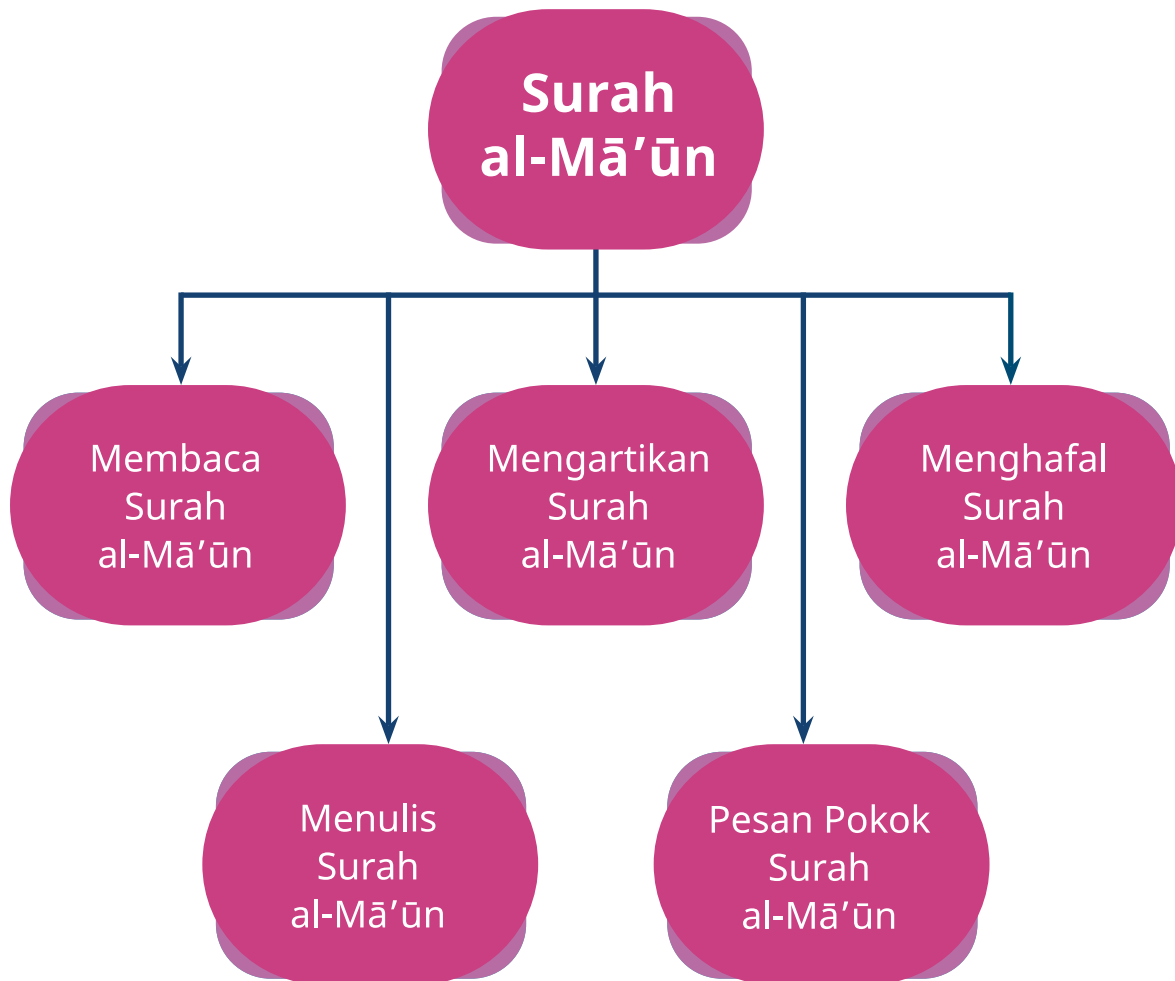 Surah
al-Mā’ūn
Membaca
Surah
al-Mā’ūn
Mengartikan
Surah
al-Mā’ūn
Menghafal
Surah
al-Mā’ūn
Menulis
Surah
al-Mā’ūn
Pesan Pokok
Surah
al-Mā’ūn